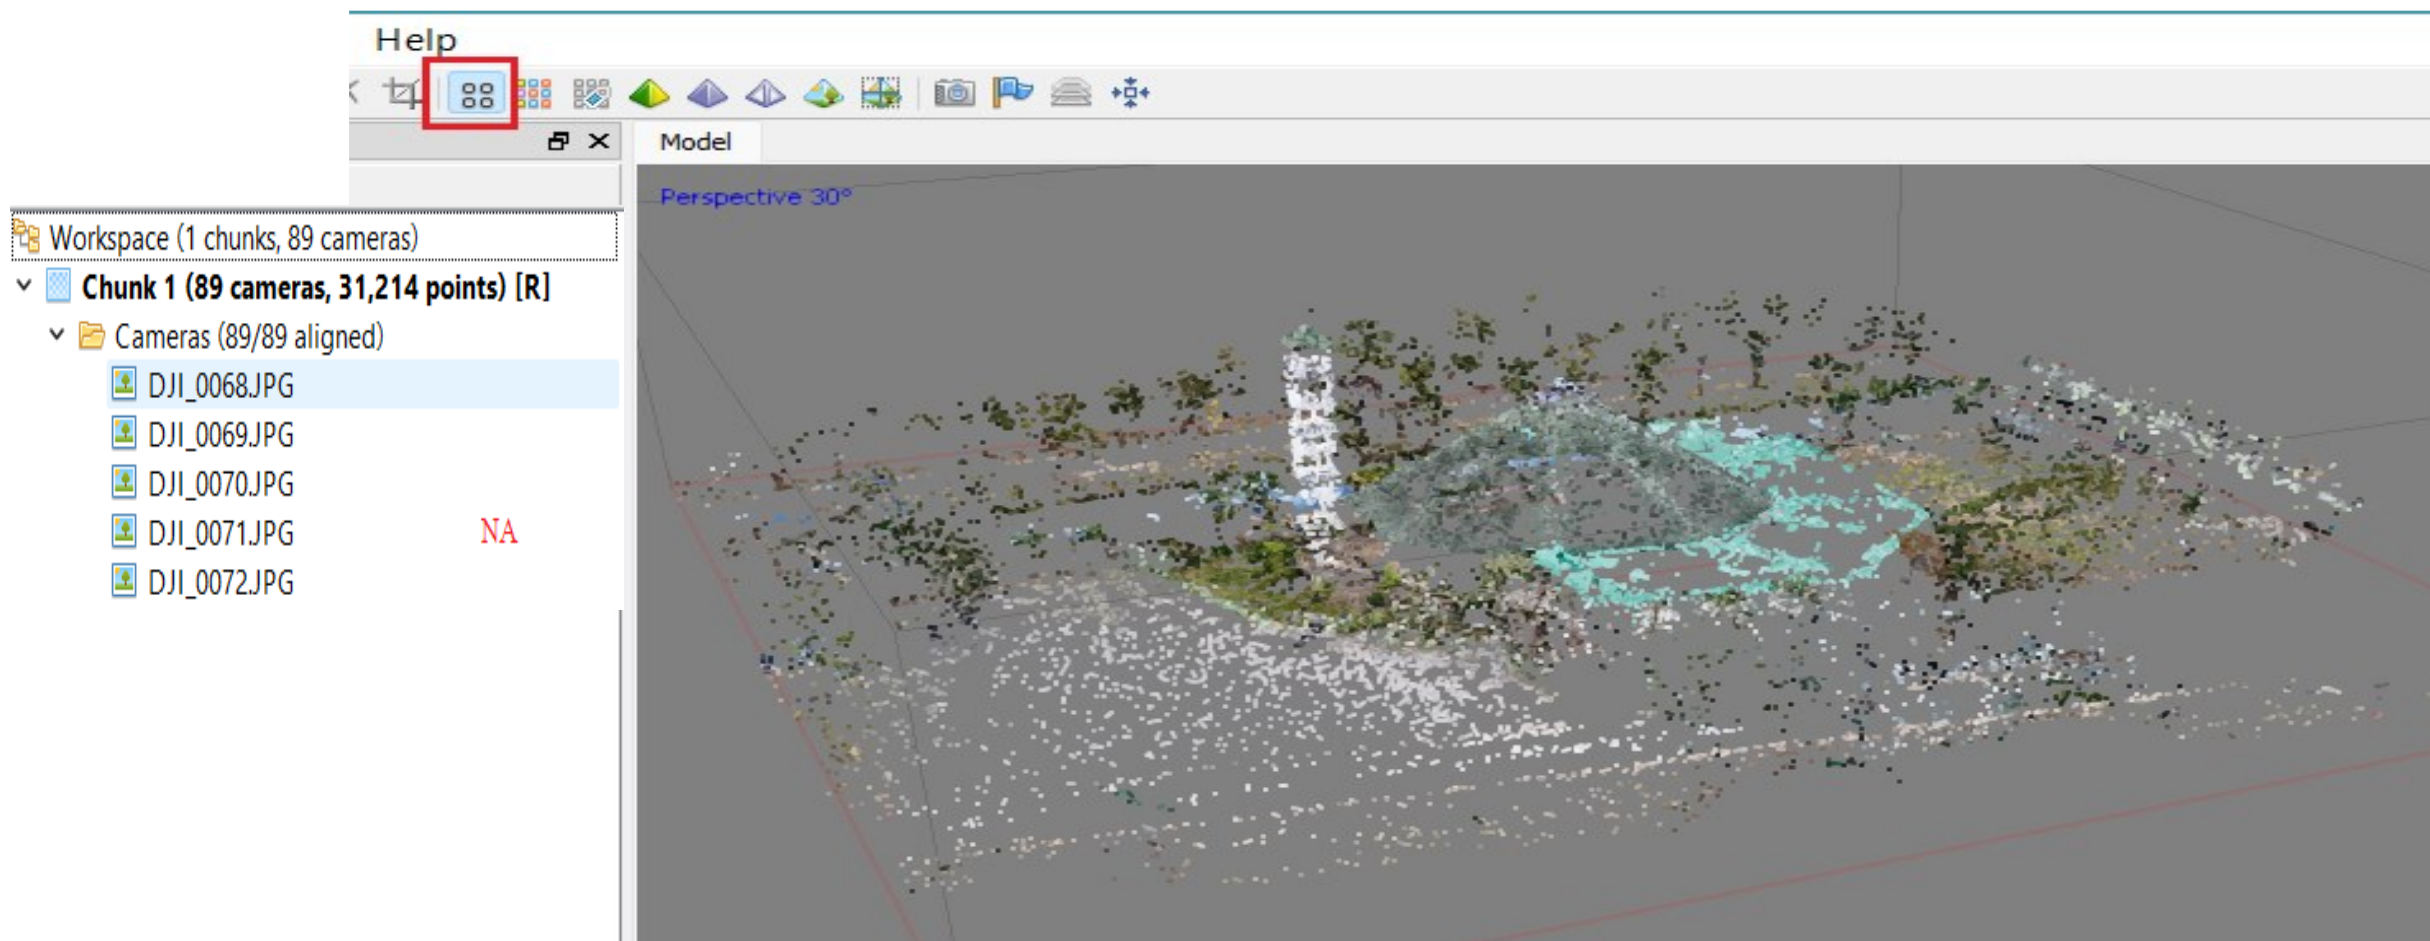 Help
Model
Perspective 30°
Workspace (1 chunks, 89 cameras)
Chunk 1 (89 cameras, 31,214 points) [R]
Cameras (89/89 aligned)
DJI_0068.JPG
DJI_0069.JPG
DJI_0070.JPG
DJI_0071.JPG NA
DJI_0072.JPG